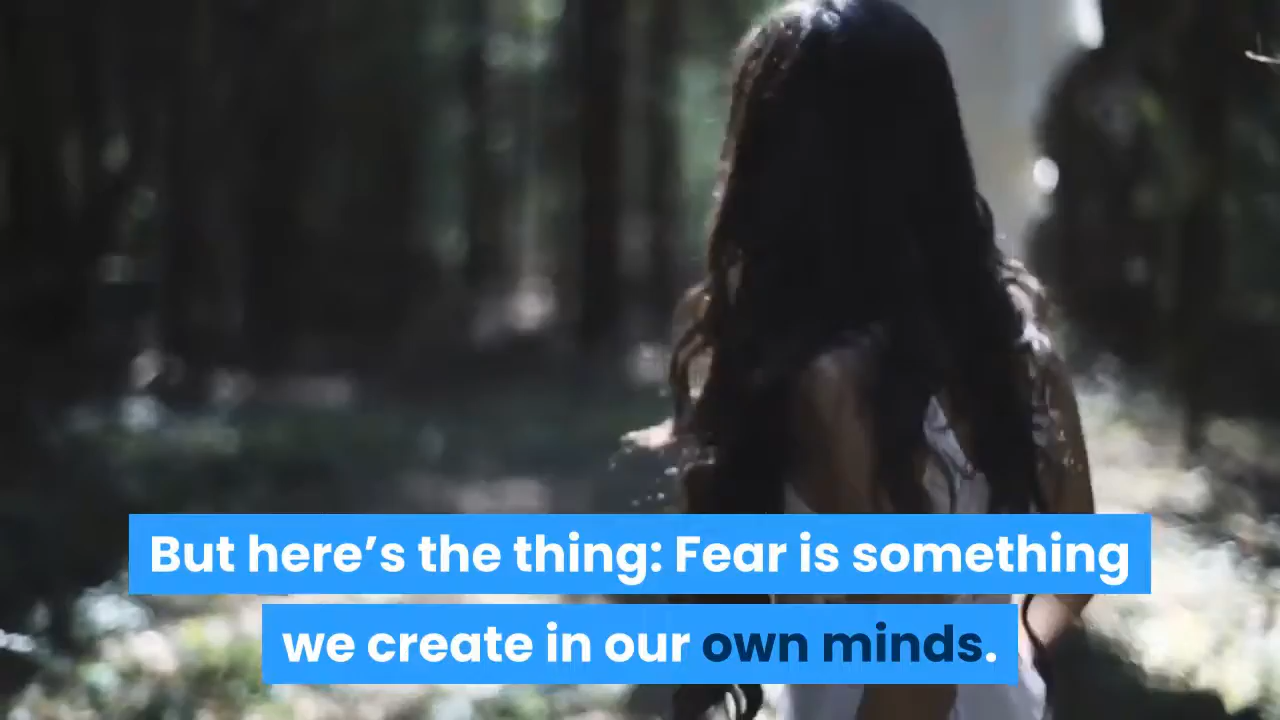 But here’s the thing: Fear is something
we create in our own minds.